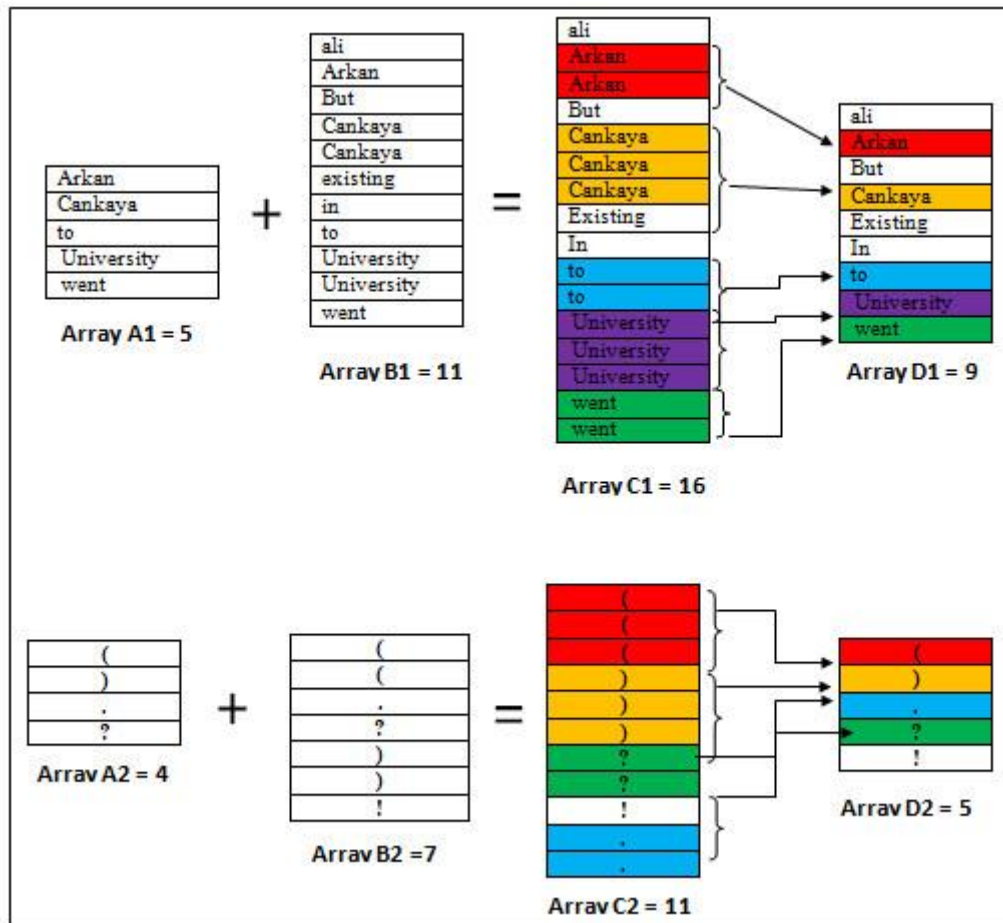 Arkan
Cankaya
to
University
went
Array A1 = 5
+
ali
Arkan
But
Cankaya
Cankaya
existing
in
to
University
University
went
Array B1 = 11
=
ali
Arkan
Arkan
But
Cankaya
Cankaya
Cankaya
Existing
In
to
to
University
University
University
went
went
Array C1 = 16
ali
Arkan
But
Cankaya
Existing
In
to
University
went
Array D1 = 9
(
)
.
?
Array A2 = 4
+
(
(
.
?
)
)
!
Array B2 =7
=
(
(
(
)
)
)
?
?
!
.
.
Array C2 = 11
(
)
.
?
!
Array D2 = 5